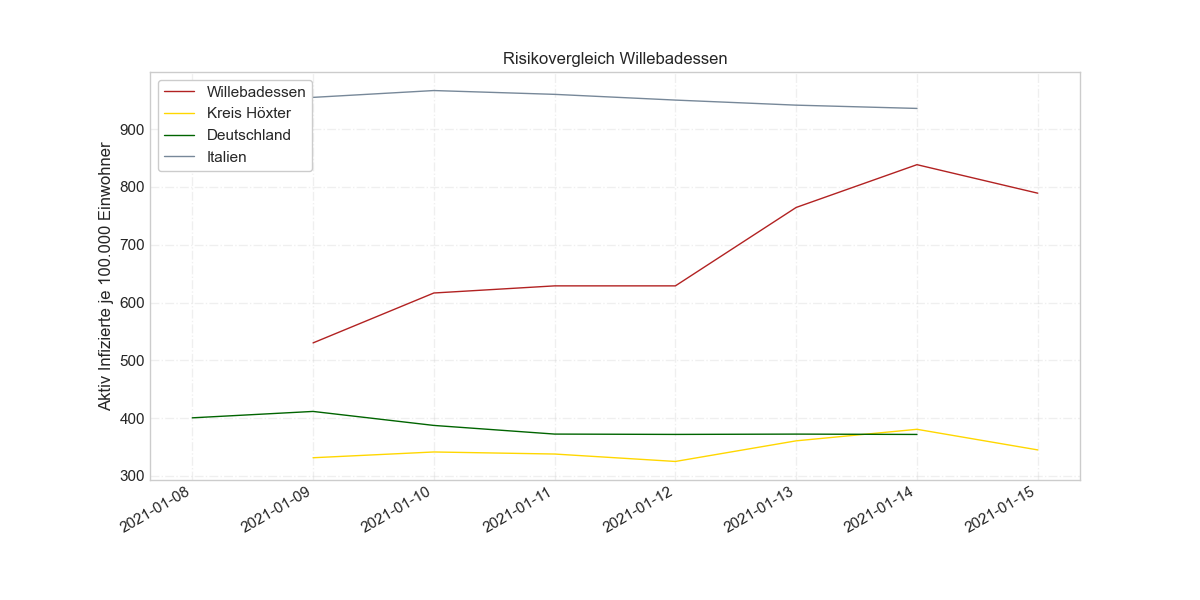 Risikovergleich Willebadessen
Willebadessen
Kreis Höxter
Deutschland
Italien
Aktiv Infizierte je 100.000 Einwohner
900
800
700
600
500
400
300
2021-01-08
2021-01-09
2021-01-10
2021-01-11
2021-01-12
2021-01-13
2021-01-14
2021-01-15